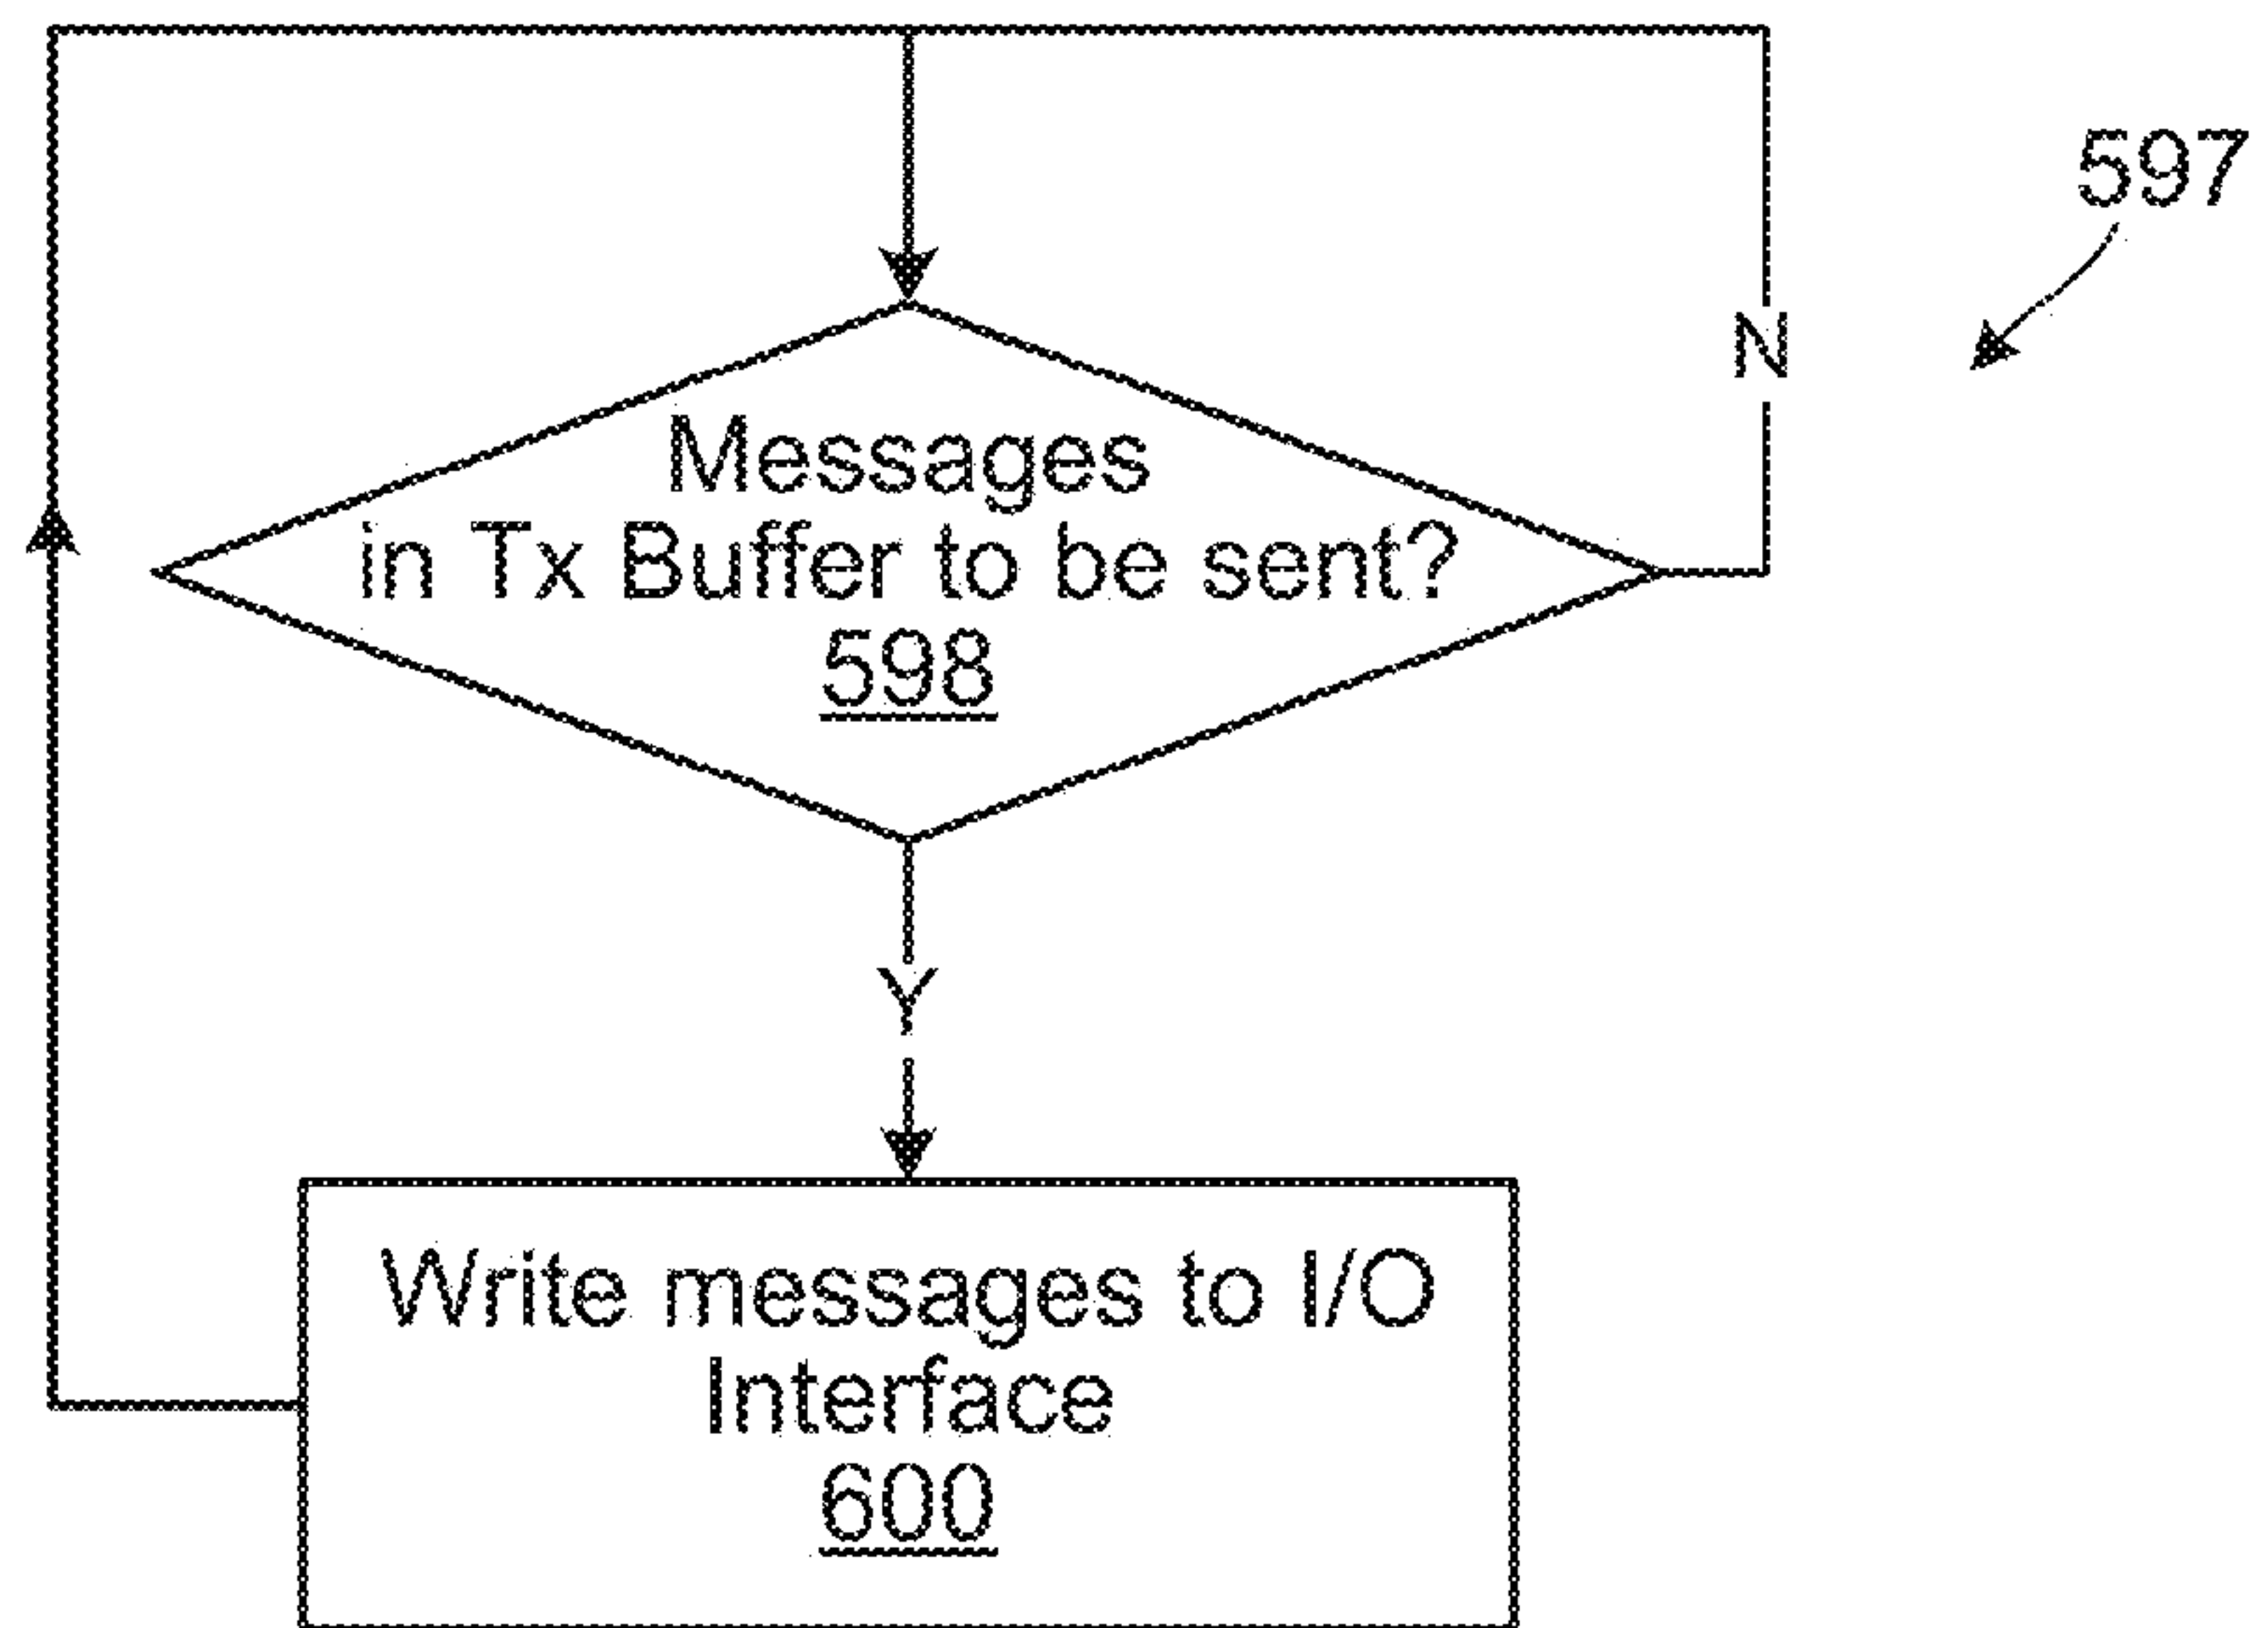 597
N
Messages
in Tx Buffer to be sent?
598
Y
Write messages to I/O
Interface
600